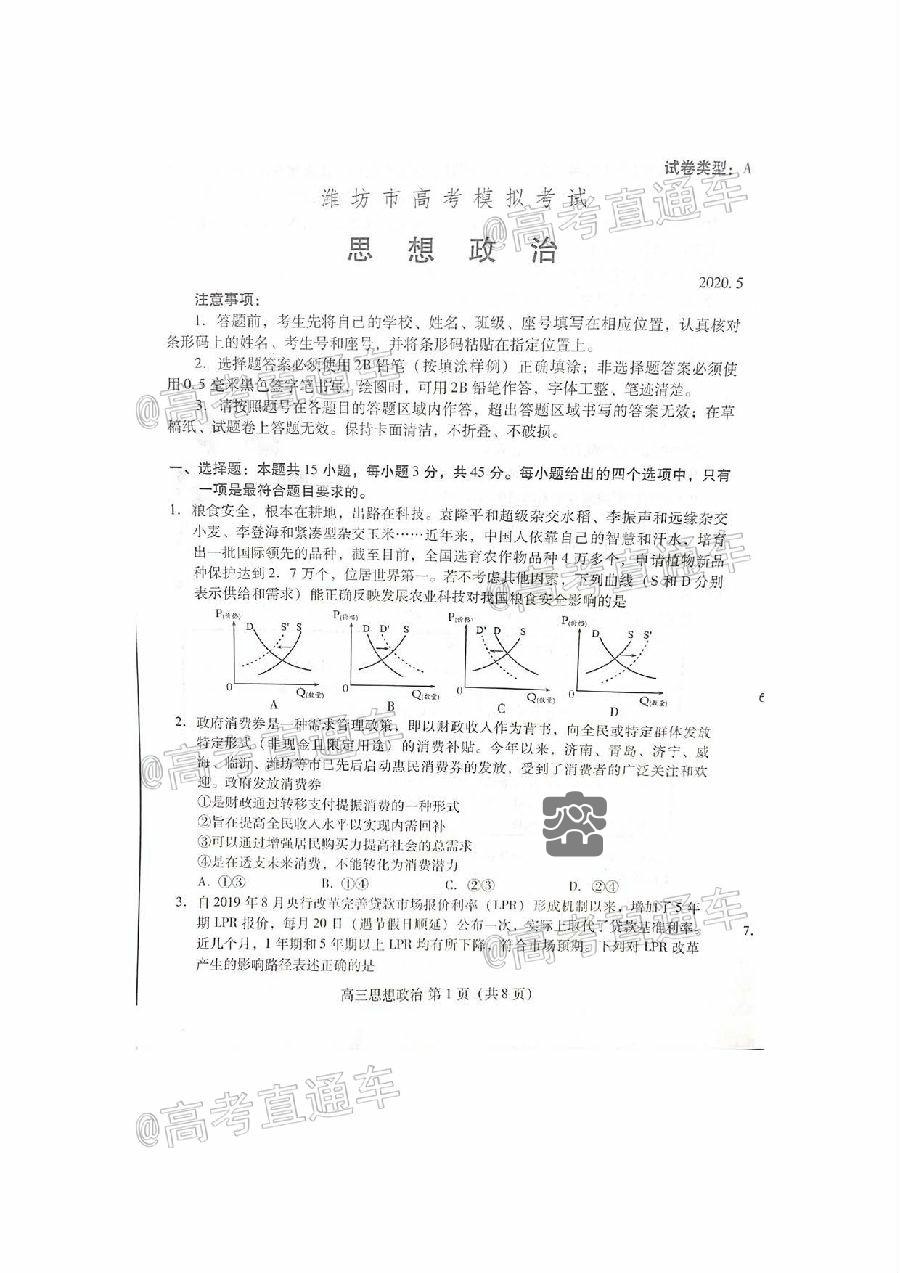 试卷类型：A
潍坊市高考模拟考试
@高考直通车
思 想 政 治
2020.5
注意事项：
1．答题前，考生先将自己的学校、姓名、班级、座号填写在相应位置，认真核对
条形码上的姓名、考生号和座号，并将条形码粘贴在指定位置上。
2．选择题答案必须使用2B铅笔（按填涂样例）正确填涂；非选择题答案必须使
用0.5毫米黑色签字笔书写，绘图时，可用2B铅笔作答，字体工整、笔迹清楚。
@高考直通车
3．请按照题号在各题目的答题区域内作答，超出答题区域书写的答案无效；在草
稿纸、试题卷上答题无效。保持卡面清洁，不折叠、不破损。
一、选择题：本题共15小题，每小题3分，共45分。每小题给出的四个选项中，只有
一项是最符合题目要求的。
1．粮食安全，根本在耕地，出路在科技。袁隆平和超级杂交水稻、李振声和远缘杂交
小麦、李登海和紧凑型杂交玉米……近年来，中国人依靠自己的智慧和汗水，培育
出一批国际领先的品种，截至目前，全国选育农作物品种4万多个，申请植物新品
种保护达到2．7万个，位居世界第一。若不考虑其他因素，下列曲线（S和D分别
@高考直通车
表示供给和需求）能正确反映发展农业科技对我国粮食安全影响的是
P(价格) D S' S 0 Q(数量) A
P(价格) D D' S 0 Q(数量) B
P(价格) D' D S 0 Q(数量) C
P(价格) D S S' 0 Q(数量) D
6
2．政府消费券是一种需求管理政策，即以财政收入作为背书，向全民或特定群体发放
特定形式（非现金且限定用途）的消费补贴。今年以来，济南、青岛、济宁、威
海、临沂、潍坊等市已先后启动惠民消费券的发放，受到了消费者的广泛关注和欢
迎。政府发放消费券
@高考直通车
①是财政通过转移支付提振消费的一种形式
②旨在提高全民收入水平以实现内需回补
③可以通过增强居民购买力提高社会的总需求
④是在透支未来消费，不能转化为消费潜力
A．①③ B．①④ C．②③ D．②④
3．自2019年8月央行改革完善贷款市场报价利率（LPR）形成机制以来，增加了5年
期LPR报价，每月20日（遇节假日顺延）公布一次，实际上取代了贷款基准利率。
7.
近几个月，1年期和5年期以上LPR均有所下降，符合市场预期。下列对LPR改革
产生的影响路径表述正确的是
@高考直通车
高三思想政治 第1页（共8页）
@高考直通车